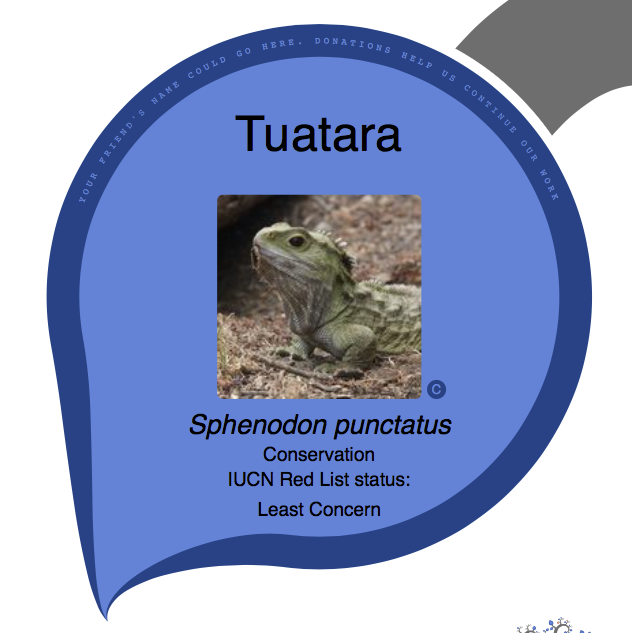 YOUR FRIEND'S NAME COULD GO HERE. DONATIONS HELP US CONTINUE OUR WORK
Tuatara
C
Sphenodon punctatus
Conservation
IUCN Red List status:
Least Concern